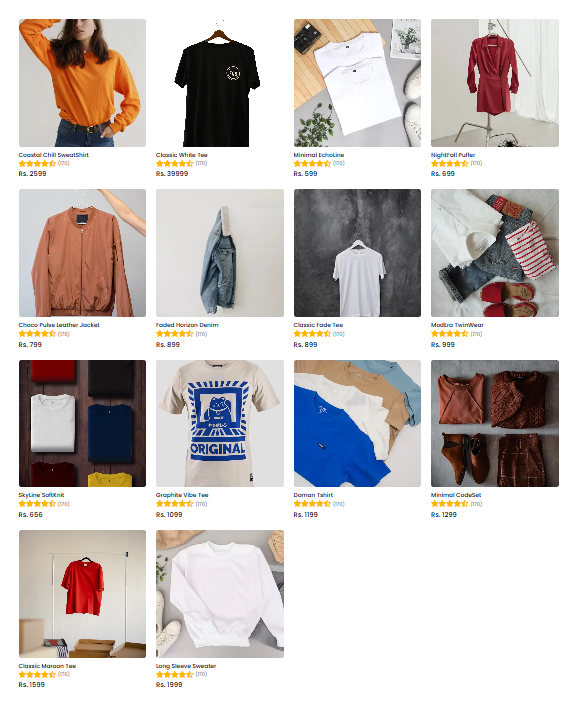 Coastal Chill SweatShirt
(170)
Rs. 2599
Classic White Tee
(170)
Rs. 39999
Minimal EchoLine
(170)
Rs. 599
NightFall Puffer
(170)
Rs. 699
Choco Pulse Leather Jacket
(170)
Rs. 799
Faded Horizon Denim
(170)
Rs. 899
Classic Fade Tee
(170)
Rs. 899
ModEra TwinWear
(170)
Rs. 999
SkyLine SoftKnit
(170)
Rs. 656
ORIGINAL
Graphite Vibe Tee
(170)
Rs. 1099
Doman Tshirt
(170)
Rs. 1199
Minimal CodeSet
(170)
Rs. 1299
Classic Maroon Tee
(170)
Rs. 1599
Long Sleeve Sweater
(170)
Rs. 1999